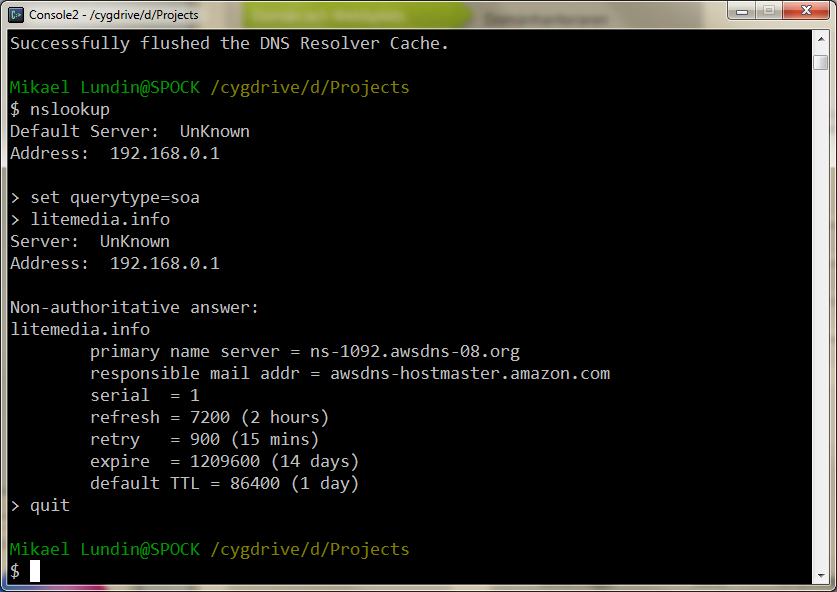 Console2 - /cygdrive/d/Projects
Successfully flushed the DNS Resolver Cache.
Mikael Lundin@SPOCK /cygdrive/d/Projects
$ nslookup
Default Server:  UnKnown
Address:  192.168.0.1
> set querytype=soa
> litemedia.info
Server:  UnKnown
Address:  192.168.0.1
Non-authoritative answer:
litemedia.info
        primary name server = ns-1092.awsdns-08.org
        responsible mail addr = awsdns-hostmaster.amazon.com
        serial  = 1
        refresh = 7200 (2 hours)
        retry   = 900 (15 mins)
        expire  = 1209600 (14 days)
        default TTL = 86400 (1 day)
> quit
Mikael Lundin@SPOCK /cygdrive/d/Projects
$